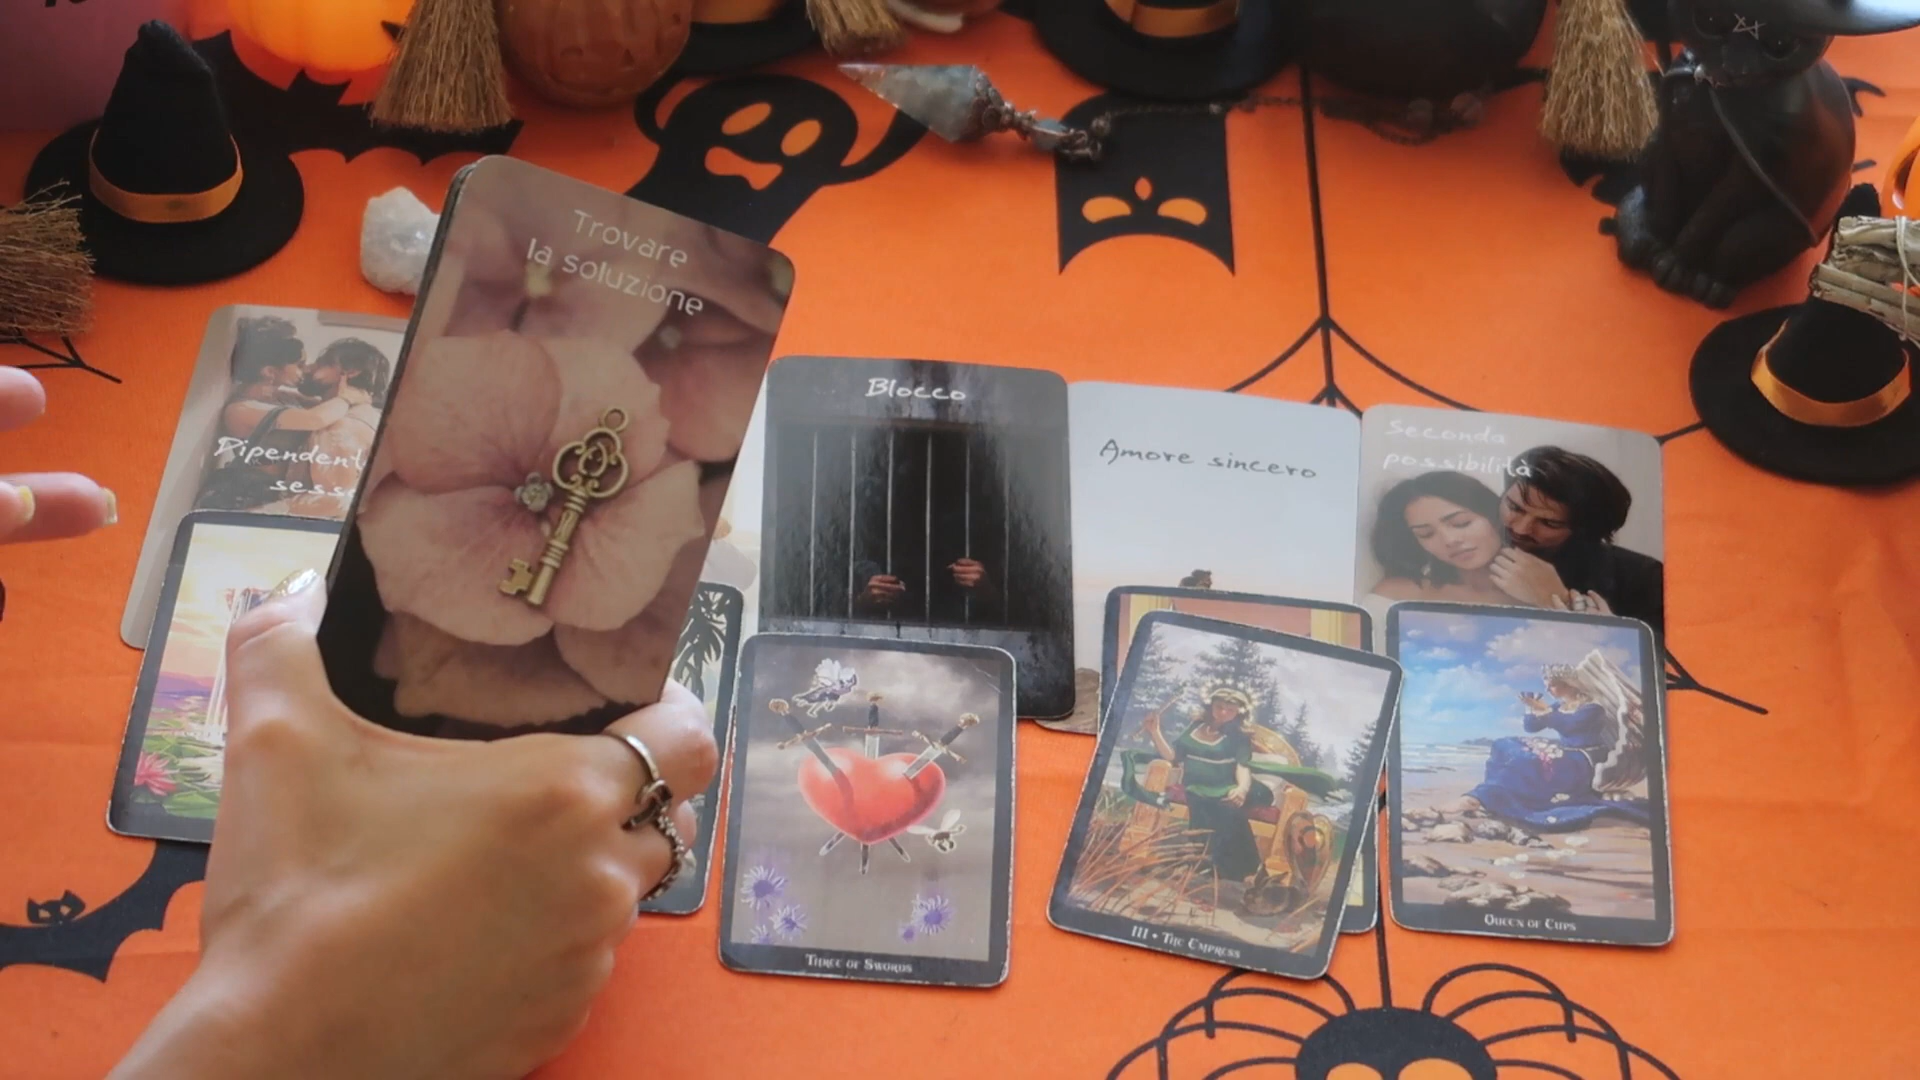 Trovare
la soluzione
Blocco
Amore sincero
Seconda
possibilità
Three of Swords
III • The Empress
Queen of Cups